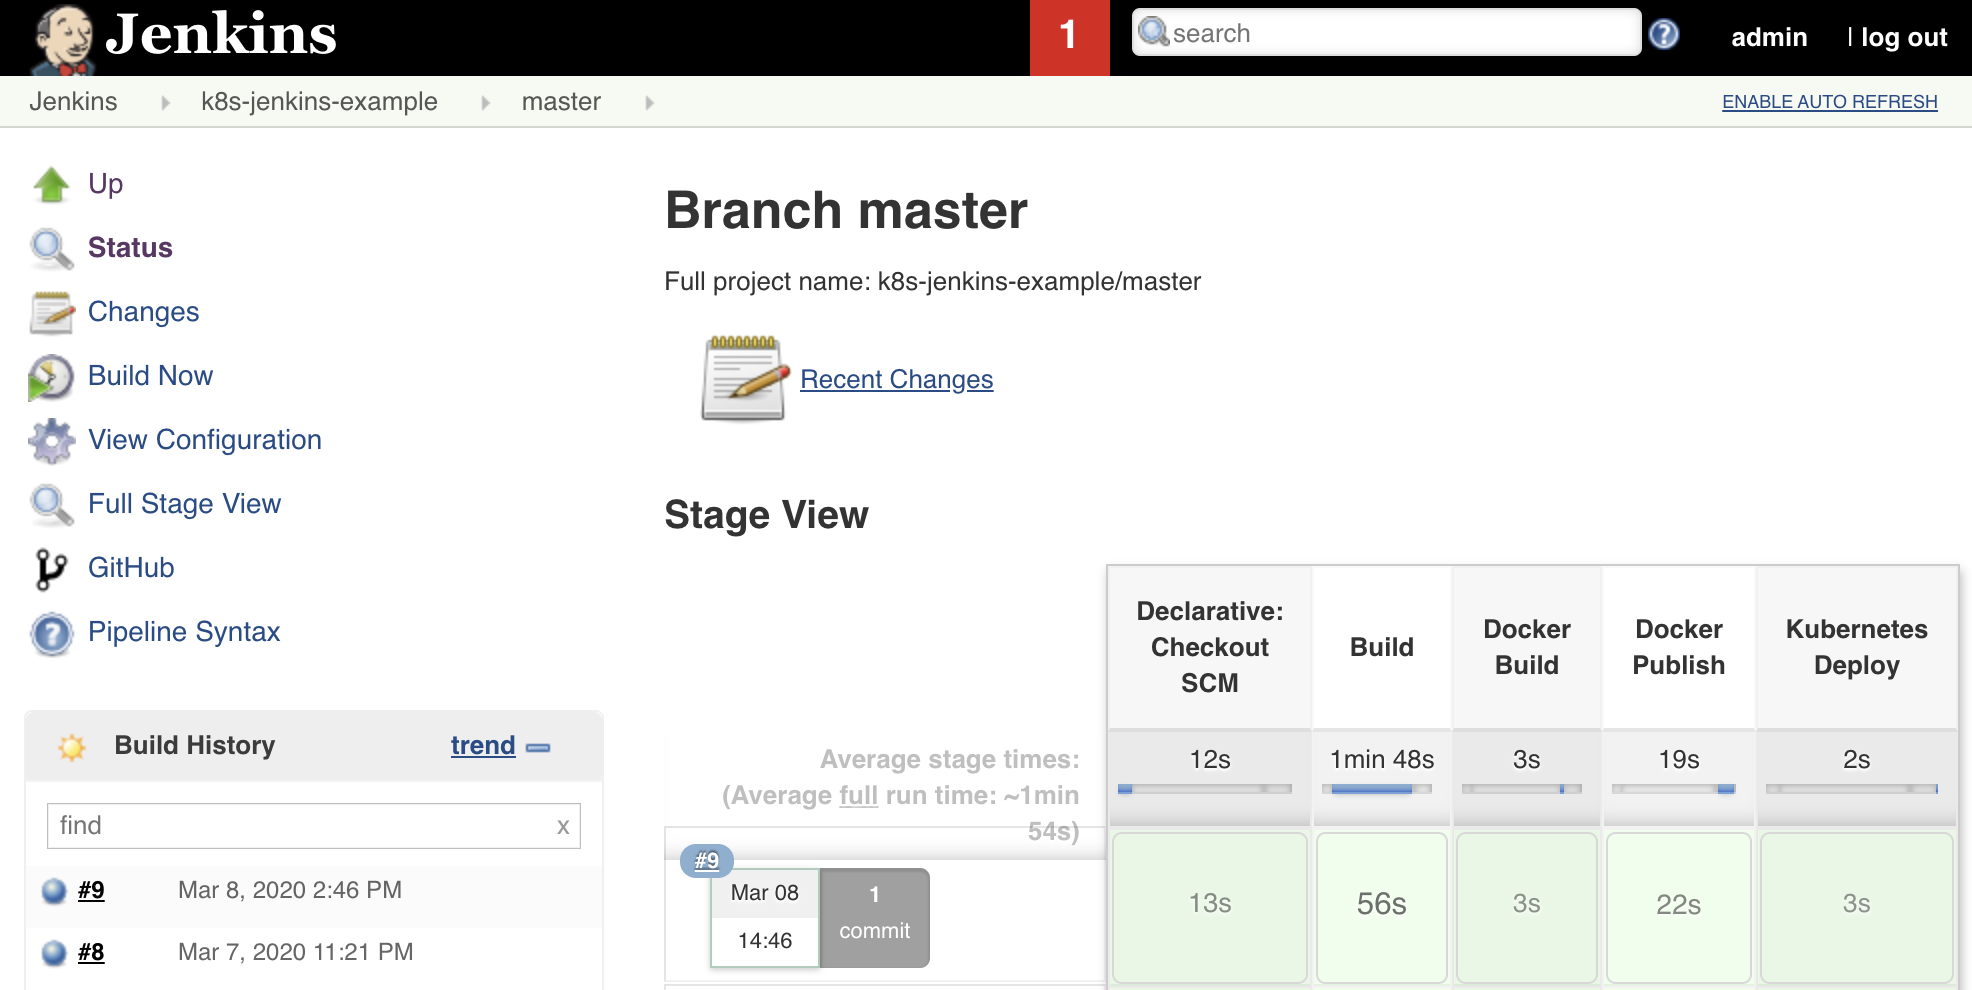 Jenkins
1
search
?
admin
| log out
Jenkins
k8s-jenkins-example
master
ENABLE AUTO REFRESH
Up
Status
Changes
Build Now
View Configuration
Full Stage View
GitHub
?
Pipeline Syntax
Build History
trend
find
x
#9
Mar 8, 2020 2:46 PM
#8
Mar 7, 2020 11:21 PM
Branch master
Full project name: k8s-jenkins-example/master
Recent Changes
Stage View
Declarative:
Checkout
SCM
Build
Docker
Build
Docker
Publish
Kubernetes
Deploy
Average stage times:
(Average full run time: ~1min
54s)
12s
1min 48s
3s
19s
2s
#9
Mar 08
14:46
1
commit
13s
56s
3s
22s
3s